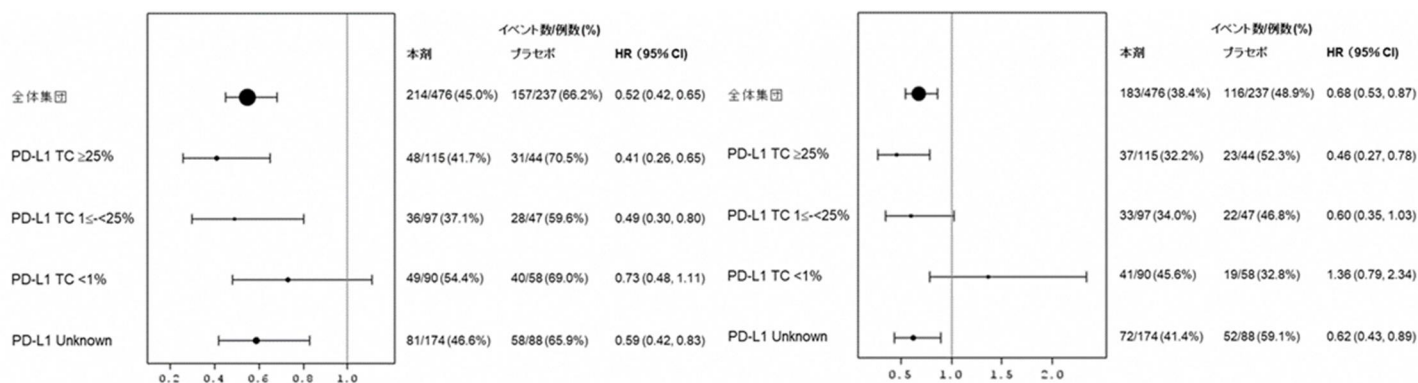 イベント数/例数(%)
本剤 プラセボ HR (95% CI)
全体集団 214/476 (45.0%) 157/237 (66.2%) 0.52 (0.42, 0.65)
PD-L1 TC ≥25% 48/115 (41.7%) 31/44 (70.5%) 0.41 (0.26, 0.65)
PD-L1 TC 1≤-<25% 36/97 (37.1%) 28/47 (59.6%) 0.49 (0.30, 0.80)
PD-L1 TC <1% 49/90 (54.4%) 40/58 (69.0%) 0.73 (0.48, 1.11)
PD-L1 Unknown 81/174 (46.6%) 58/88 (65.9%) 0.59 (0.42, 0.83)
0.2 0.4 0.6 0.8 1.0
イベント数/例数(%)
本剤 プラセボ HR (95% CI)
全体集団 183/476 (38.4%) 116/237 (48.9%) 0.68 (0.53, 0.87)
PD-L1 TC ≥25% 37/115 (32.2%) 23/44 (52.3%) 0.46 (0.27, 0.78)
PD-L1 TC 1≤-<25% 33/97 (34.0%) 22/47 (46.8%) 0.60 (0.35, 1.03)
PD-L1 TC <1% 41/90 (45.6%) 19/58 (32.8%) 1.36 (0.79, 2.34)
PD-L1 Unknown 72/174 (41.4%) 52/88 (59.1%) 0.62 (0.43, 0.89)
0.5 1.0 1.5 2.0